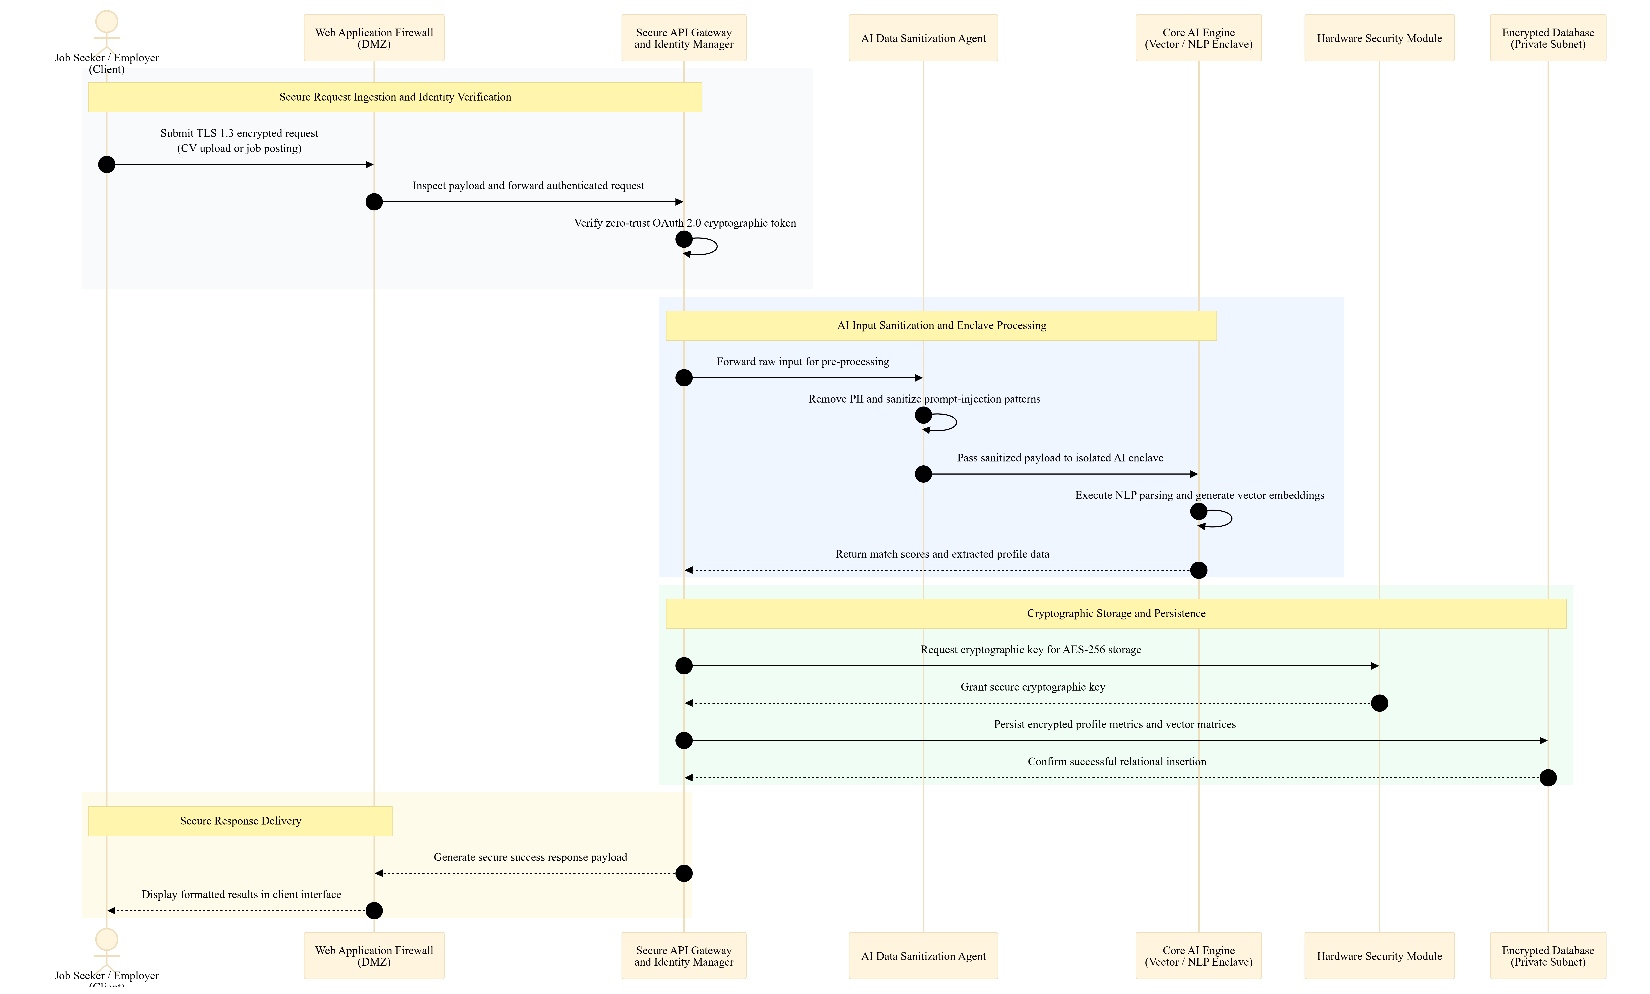 Job Seeker / Employer
(Client)
Web Application Firewall
(DMZ)
Secure API Gateway
and Identity Manager
AI Data Sanitization Agent
Core AI Engine
(Vector / NLP Enclave)
Hardware Security Module
Encrypted Database
(Private Subnet)
Secure Request Ingestion and Identity Verification
Submit TLS 1.3 encrypted request
(CV upload or job posting)
Inspect payload and forward authenticated request
Verify zero-trust OAuth 2.0 cryptographic token
AI Input Sanitization and Enclave Processing
Forward raw input for pre-processing
Remove PII and sanitize prompt-injection patterns
Pass sanitized payload to isolated AI enclave
Execute NLP parsing and generate vector embeddings
Return match scores and extracted profile data
Cryptographic Storage and Persistence
Request cryptographic key for AES-256 storage
Grant secure cryptographic key
Persist encrypted profile metrics and vector matrices
Confirm successful relational insertion
Secure Response Delivery
Generate secure success response payload
Display formatted results in client interface
Job Seeker / Employer
(Client)
Web Application Firewall
(DMZ)
Secure API Gateway
and Identity Manager
AI Data Sanitization Agent
Core AI Engine
(Vector / NLP Enclave)
Hardware Security Module
Encrypted Database
(Private Subnet)